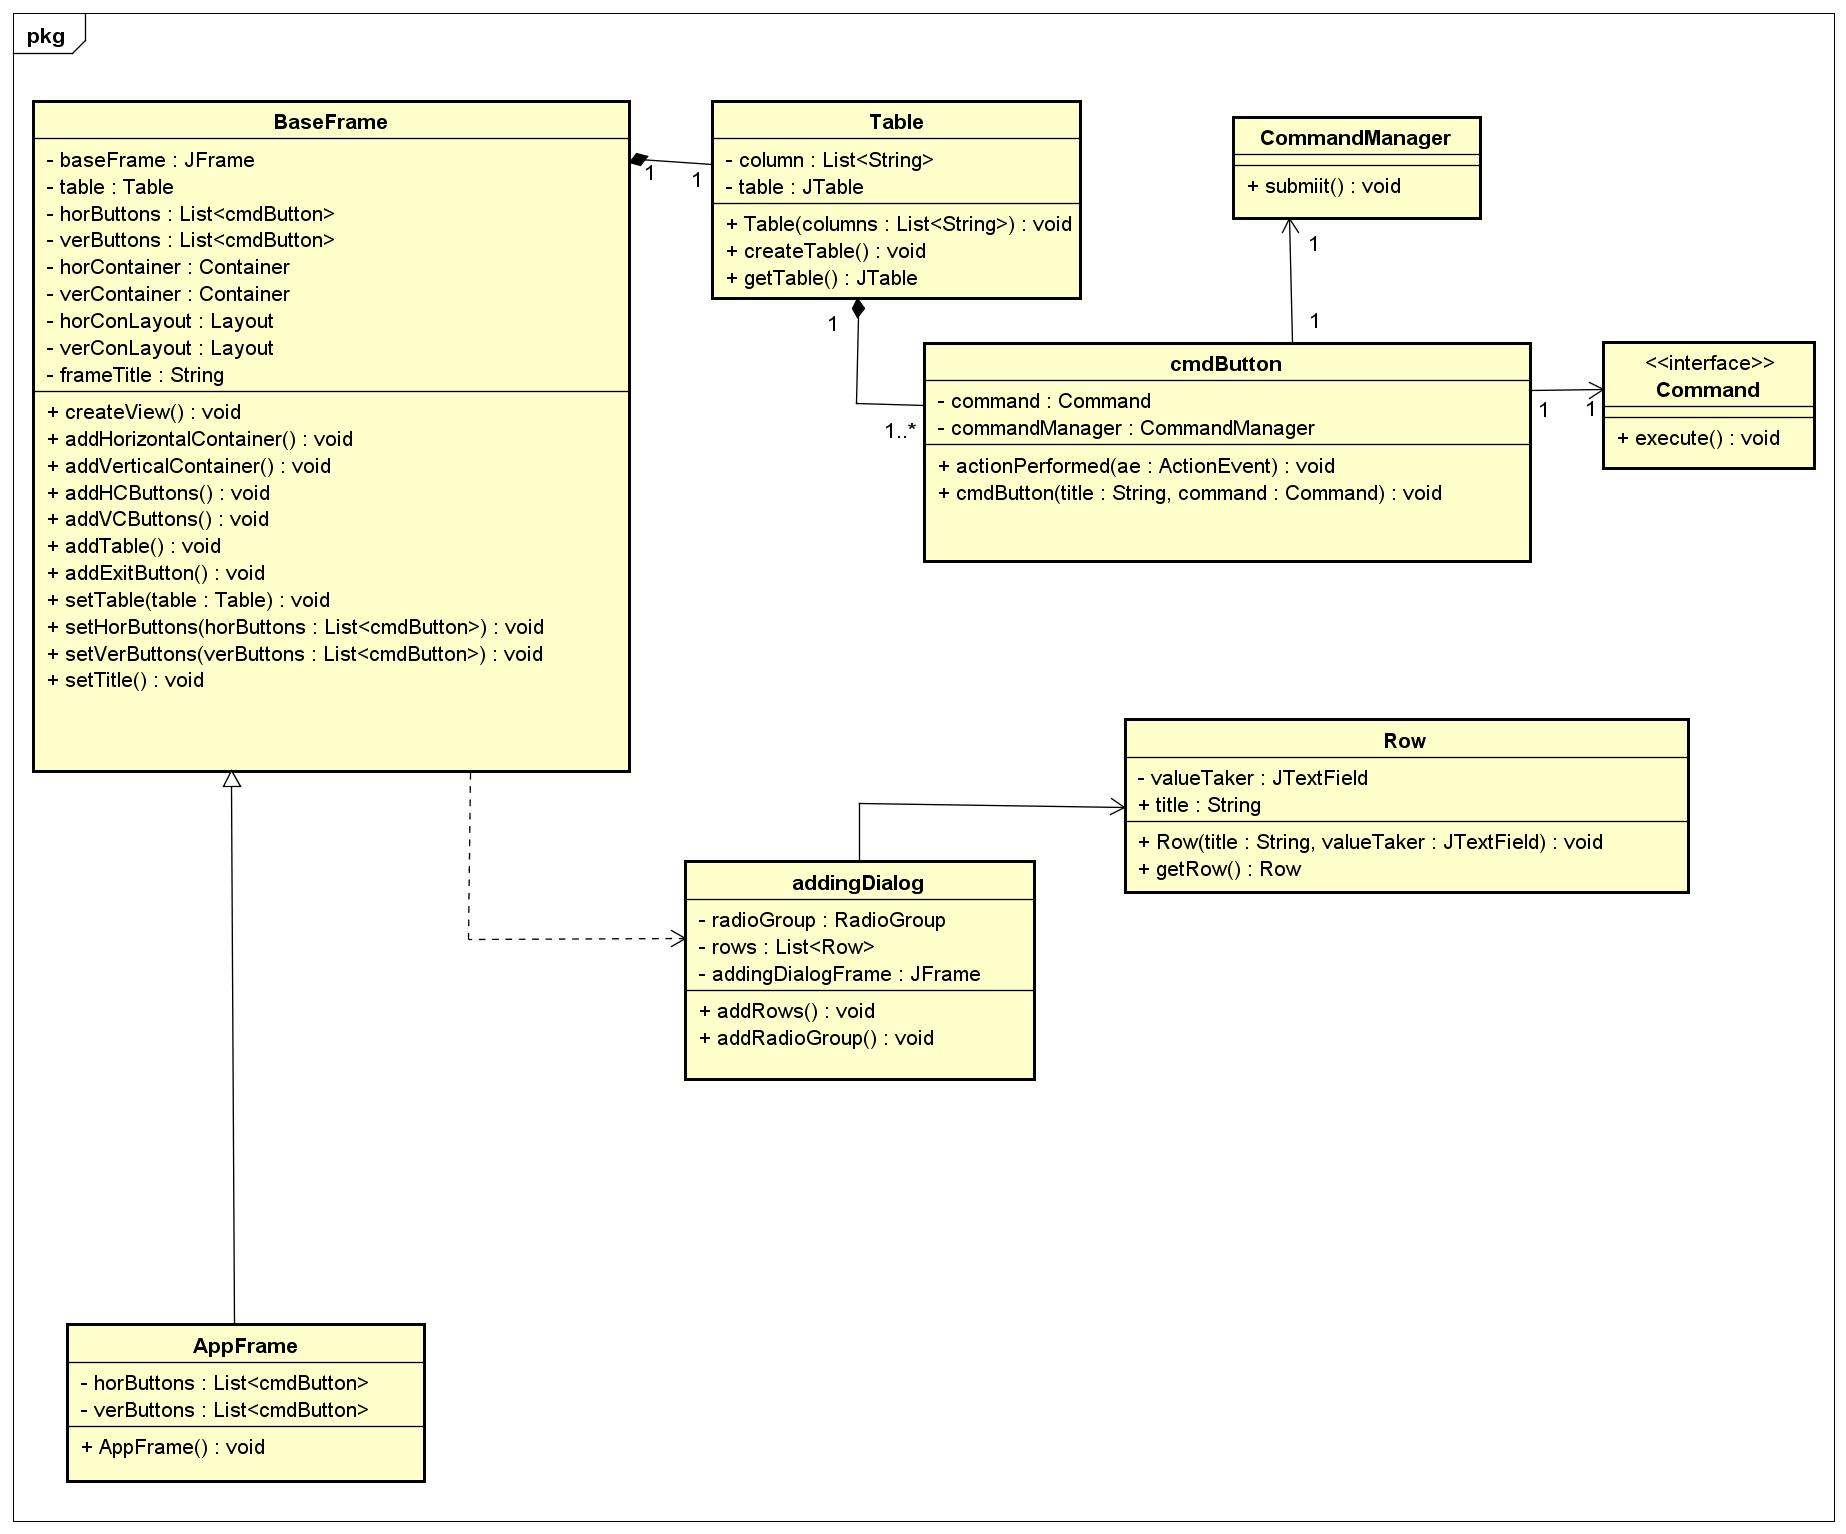 pkg
BaseFrame
- baseFrame : JFrame
- table : Table
- horButtons : List<cmdButton>
- verButtons : List<cmdButton>
- horContainer : Container
- verContainer : Container
- horConLayout : Layout
- verConLayout : Layout
- frameTitle : String
+ createView() : void
+ addHorizontalContainer() : void
+ addVerticalContainer() : void
+ addHCButtons() : void
+ addVCButtons() : void
+ addTable() : void
+ addExitButton() : void
+ setTable(table : Table) : void
+ setHorButtons(horButtons : List<cmdButton>) : void
+ setVerButtons(verButtons : List<cmdButton>) : void
+ setTitle() : void
1
1
Table
- column : List<String>
- table : JTable
+ Table(columns : List<String>) : void
+ createTable() : void
+ getTable() : JTable
1
1..*
CommandManager
+ submiit() : void
1
1
cmdButton
- command : Command
- commandManager : CommandManager
+ actionPerformed(ae : ActionEvent) : void
+ cmdButton(title : String, command : Command) : void
1
1
<<interface>>
Command
+ execute() : void
Row
- valueTaker : JTextField
+ title : String
+ Row(title : String, valueTaker : JTextField) : void
+ getRow() : Row
addingDialog
- radioGroup : RadioGroup
- rows : List<Row>
- addingDialogFrame : JFrame
+ addRows() : void
+ addRadioGroup() : void
AppFrame
- horButtons : List<cmdButton>
- verButtons : List<cmdButton>
+ AppFrame() : void